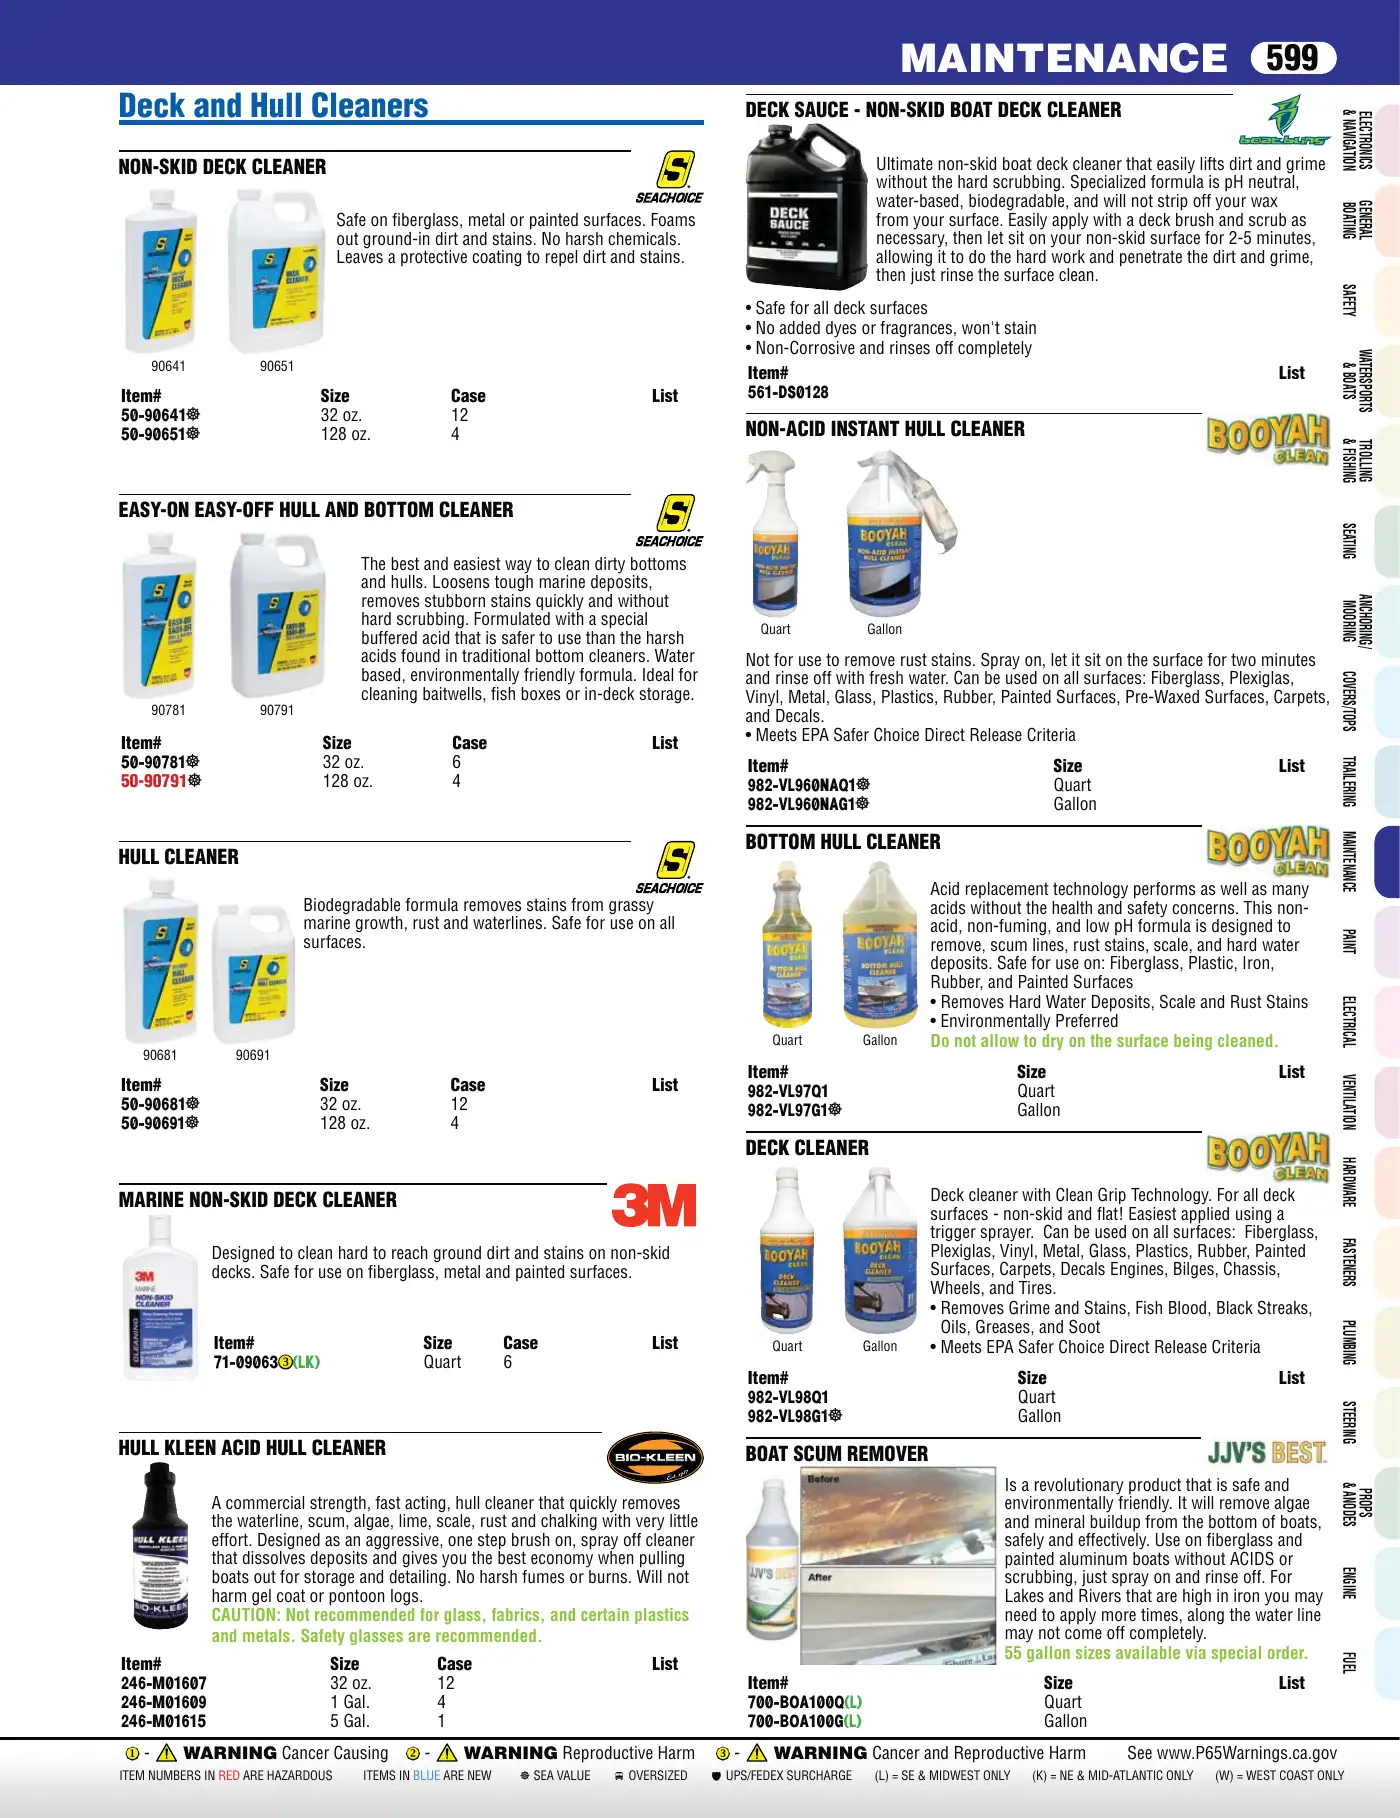 MAINTENANCE 599
Deck and Hull Cleaners
NON-SKID DECK CLEANER
SEACHOICE
Safe on fiberglass, metal or painted surfaces. Foams
out ground-in dirt and stains. No harsh chemicals.
Leaves a protective coating to repel dirt and stains.
90641 90651
Item# Size Case List
50-90641 32 oz. 12
50-90651 128 oz. 4
EASY-ON EASY-OFF HULL AND BOTTOM CLEANER
SEACHOICE
The best and easiest way to clean dirty bottoms
and hulls. Loosens tough marine deposits,
removes stubborn stains quickly and without
hard scrubbing. Formulated with a special
buffered acid that is safer to use than the harsh
acids found in traditional bottom cleaners. Water
based, environmentally friendly formula. Ideal for
cleaning baitwells, fish boxes or in-deck storage.
90781 90791
Item# Size Case List
50-90781 32 oz. 6
50-90791 128 oz. 4
HULL CLEANER
SEACHOICE
Biodegradable formula removes stains from grassy
marine growth, rust and waterlines. Safe for use on all
surfaces.
90681 90691
Item# Size Case List
50-90681 32 oz. 12
50-90691 128 oz. 4
MARINE NON-SKID DECK CLEANER
3M
Designed to clean hard to reach ground dirt and stains on non-skid
decks. Safe for use on fiberglass, metal and painted surfaces.
3M
MARINE
NON-SKID
CLEANER
CLEANING
Item# Size Case List
71-09063 3 (LK) Quart 6
HULL KLEEN ACID HULL CLEANER
BIO-KLEEN
A commercial strength, fast acting, hull cleaner that quickly removes
the waterline, scum, algae, lime, scale, rust and chalking with very little
effort. Designed as an aggressive, one step brush on, spray off cleaner
that dissolves deposits and gives you the best economy when pulling
boats out for storage and detailing. No harsh fumes or burns. Will not
harm gel coat or pontoon logs.
CAUTION: Not recommended for glass, fabrics, and certain plastics
and metals. Safety glasses are recommended.
HULL KLEEN
BIO-KLEEN
Item# Size Case List
246-M01607 32 oz. 12
246-M01609 1 Gal. 4
246-M01615 5 Gal. 1
DECK SAUCE - NON-SKID BOAT DECK CLEANER
boatbling
DECK
SAUCE
Ultimate non-skid boat deck cleaner that easily lifts dirt and grime
without the hard scrubbing. Specialized formula is pH neutral,
water-based, biodegradable, and will not strip off your wax
from your surface. Easily apply with a deck brush and scrub as
necessary, then let sit on your non-skid surface for 2-5 minutes,
allowing it to do the hard work and penetrate the dirt and grime,
then just rinse the surface clean.
• Safe for all deck surfaces
• No added dyes or fragrances, won't stain
• Non-Corrosive and rinses off completely
Item# List
561-DS0128
NON-ACID INSTANT HULL CLEANER
BOOYAH
CLEAN
Quart Gallon
Not for use to remove rust stains. Spray on, let it sit on the surface for two minutes
and rinse off with fresh water. Can be used on all surfaces: Fiberglass, Plexiglas,
Vinyl, Metal, Glass, Plastics, Rubber, Painted Surfaces, Pre-Waxed Surfaces, Carpets,
and Decals.
• Meets EPA Safer Choice Direct Release Criteria
Item# Size List
982-VL960NAQ1 Quart
982-VL960NAG1 Gallon
BOTTOM HULL CLEANER
BOOYAH
CLEAN
Acid replacement technology performs as well as many
acids without the health and safety concerns. This non-
acid, non-fuming, and low pH formula is designed to
remove, scum lines, rust stains, scale, and hard water
deposits. Safe for use on: Fiberglass, Plastic, Iron,
Rubber, and Painted Surfaces
• Removes Hard Water Deposits, Scale and Rust Stains
• Environmentally Preferred
Do not allow to dry on the surface being cleaned.
Quart Gallon
Item# Size List
982-VL97Q1 Quart
982-VL97G1 Gallon
DECK CLEANER
BOOYAH
CLEAN
Deck cleaner with Clean Grip Technology. For all deck
surfaces - non-skid and flat! Easiest applied using a
trigger sprayer. Can be used on all surfaces: Fiberglass,
Plexiglas, Vinyl, Metal, Glass, Plastics, Rubber, Painted
Surfaces, Carpets, Decals Engines, Bilges, Chassis,
Wheels, and Tires.
• Removes Grime and Stains, Fish Blood, Black Streaks,
Oils, Greases, and Soot
• Meets EPA Safer Choice Direct Release Criteria
Quart Gallon
Item# Size List
982-VL98Q1 Quart
982-VL98G1 Gallon
BOAT SCUM REMOVER
JJV'S BEST
Before
After
JJV'S BEST
Is a revolutionary product that is safe and
environmentally friendly. It will remove algae
and mineral buildup from the bottom of boats,
safely and effectively. Use on fiberglass and
painted aluminum boats without ACIDS or
scrubbing, just spray on and rinse off. For
Lakes and Rivers that are high in iron you may
need to apply more times, along the water line
may not come off completely.
55 gallon sizes available via special order.
Item# Size List
700-BOA100Q(L) Quart
700-BOA100G(L) Gallon
ELECTRONICS
& NAVIGATION
GENERAL
BOATING
SAFETY
WATERSPORTS
& BOATS
TROLLING
& FISHING
SEATING
ANCHORING/
MOORING
COVERS/TOPS
TRAILERING
MAINTENANCE
PAINT
ELECTRICAL
VENTILATION
HARDWARE
FASTENERS
PLUMBING
STEERING
PROPS
& ANODES
ENGINE
FUEL
1 - WARNING Cancer Causing 2 - WARNING Reproductive Harm 3 - WARNING Cancer and Reproductive Harm See www.P65Warnings.ca.gov
ITEM NUMBERS IN RED ARE HAZARDOUS ITEMS IN BLUE ARE NEW SEA VALUE OVERSIZED UPS/FEDEX SURCHARGE (L) = SE & MIDWEST ONLY (K) = NE & MID-ATLANTIC ONLY (W) = WEST COAST ONLY